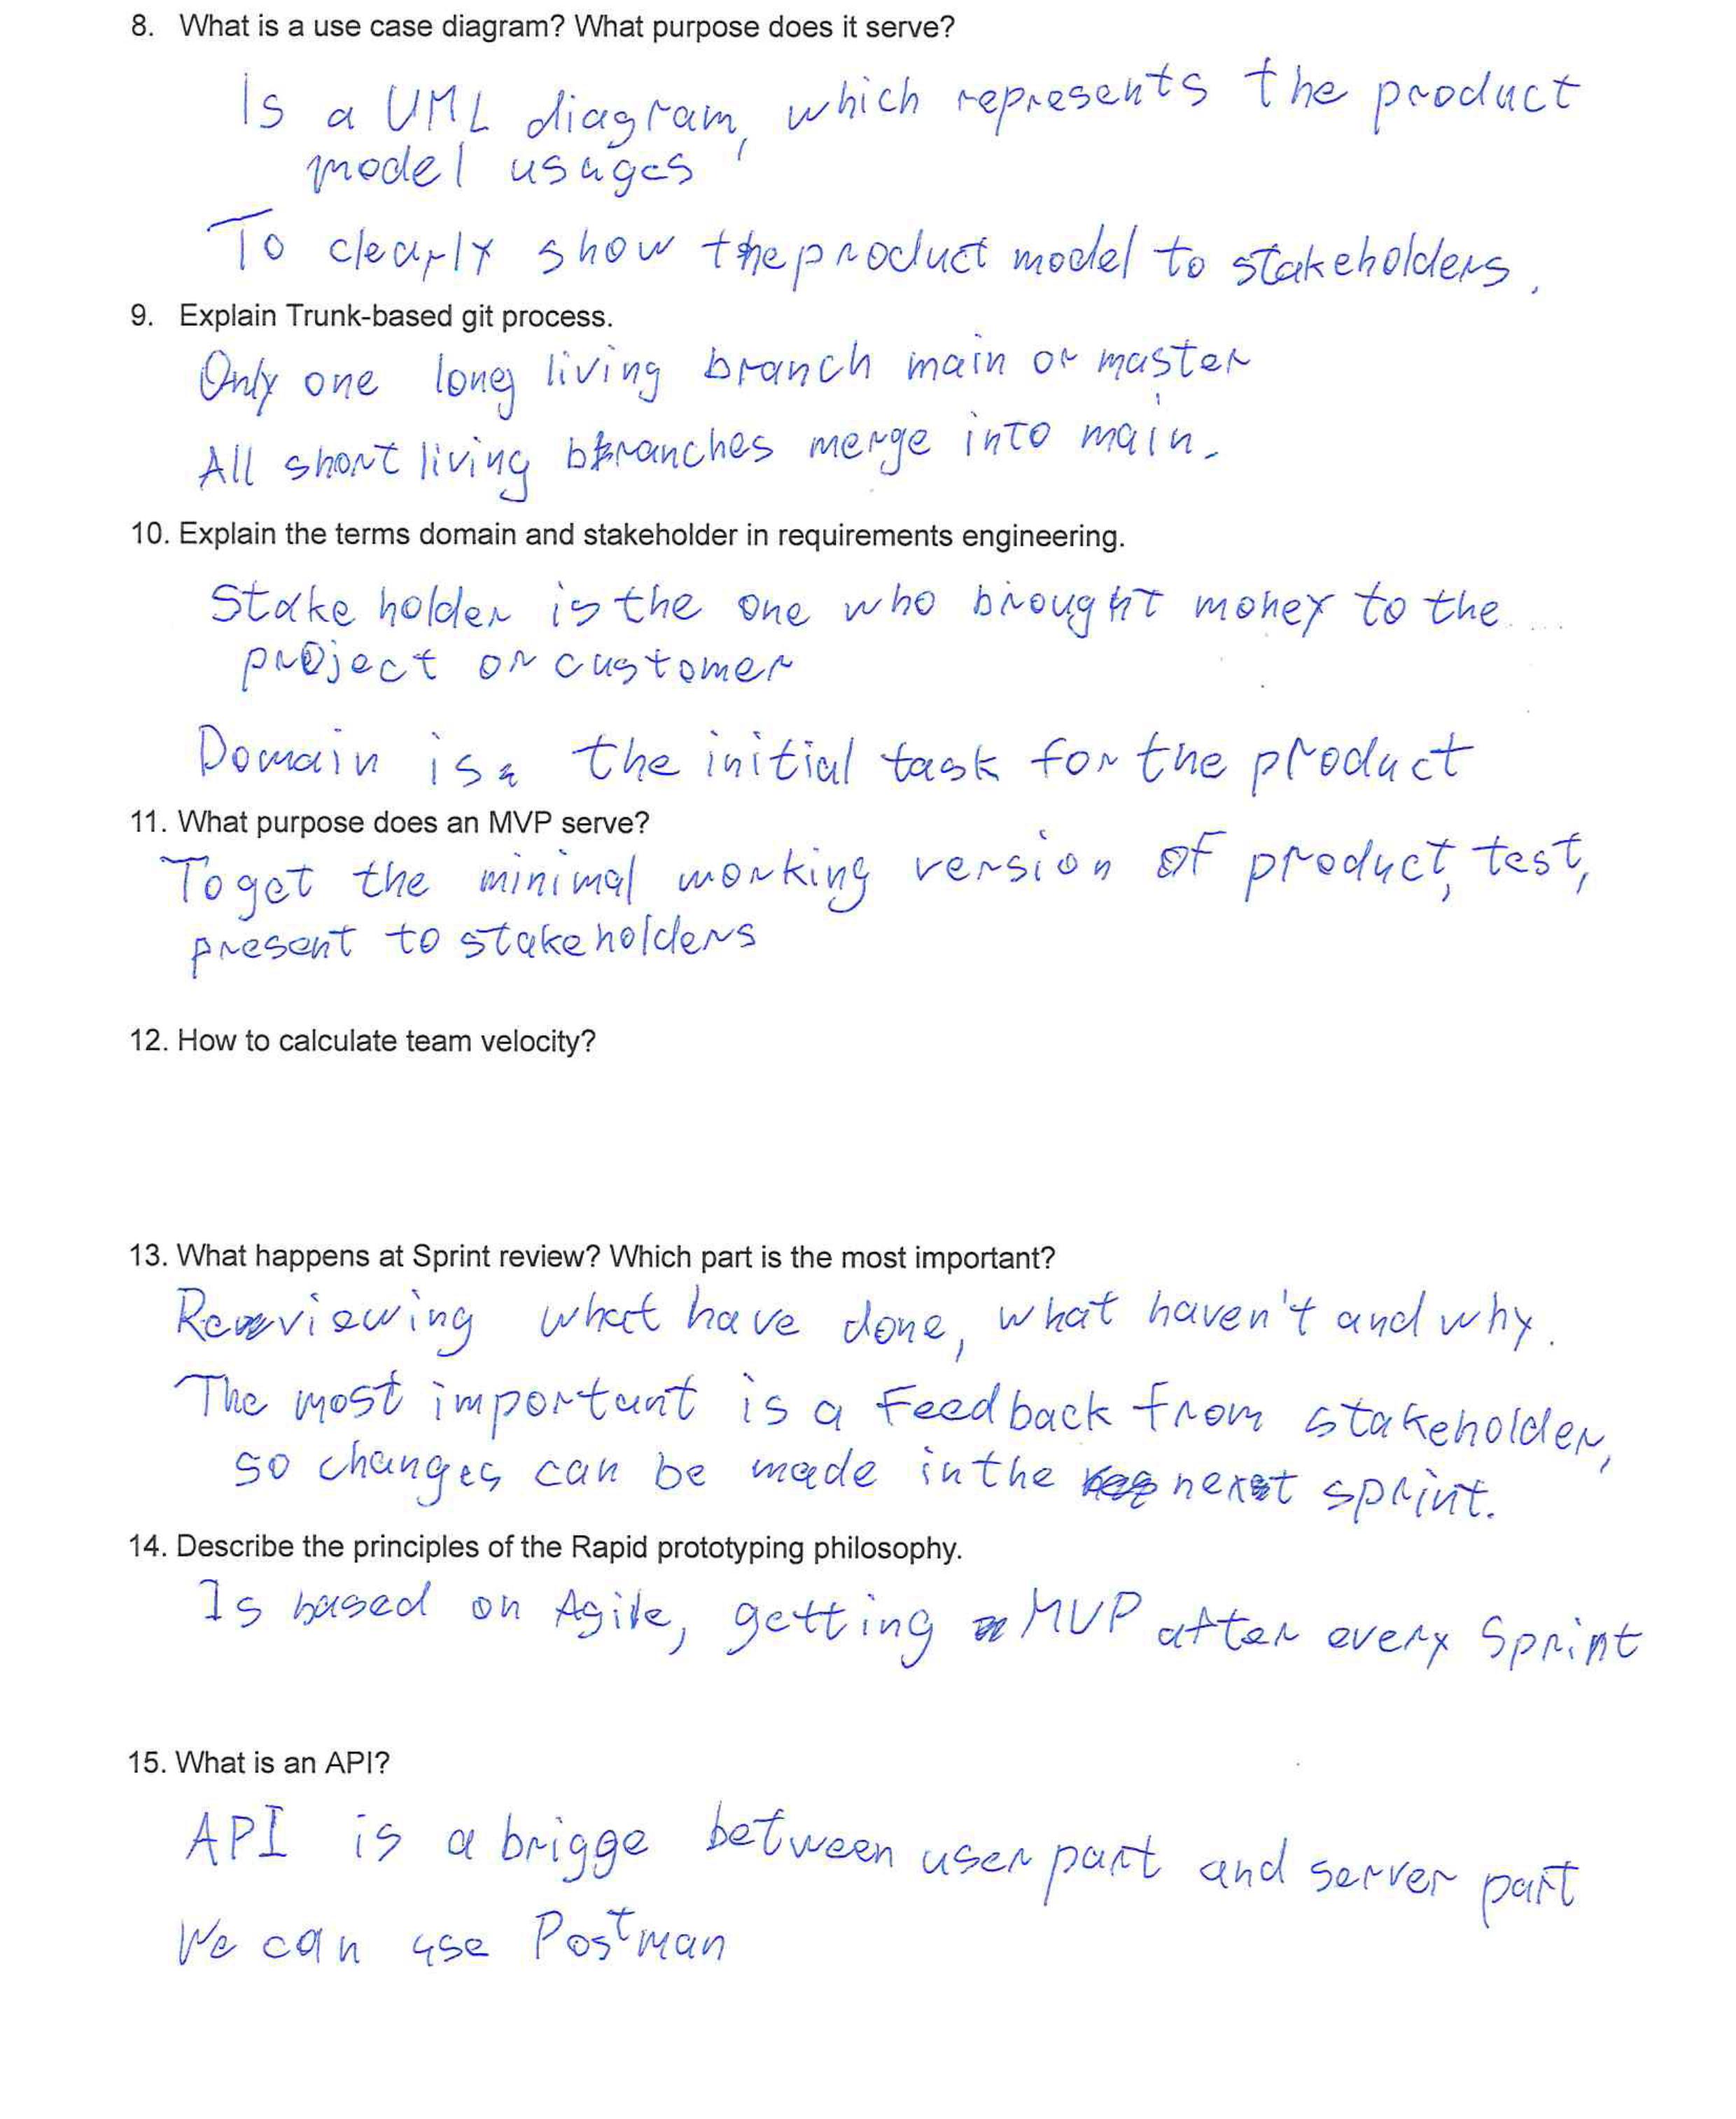 8. What is a use case diagram? What purpose does it serve?
Is a UML diagram, which represents the product
model usages
To clearly show the product model to stakeholders.
9. Explain Trunk-based git process.
Only one long living branch main or master
All short living branches merge into main.
10. Explain the terms domain and stakeholder in requirements engineering.
Stake holder is the one who brought money to the
project or customer
Domain is the initial task for the product
11. What purpose does an MVP serve?
To get the minimal working version of product, test,
present to stakeholders
12. How to calculate team velocity?
13. What happens at Sprint review? Which part is the most important?
Reviewing what have done, what haven't and why.
The most important is a Feedback from stakeholder,
so changes can be made in the next sprint.
14. Describe the principles of the Rapid prototyping philosophy.
Is based on Agile, getting MVP after every Sprint
15. What is an API?
API is a brigge between user part and server part
We can use Postman